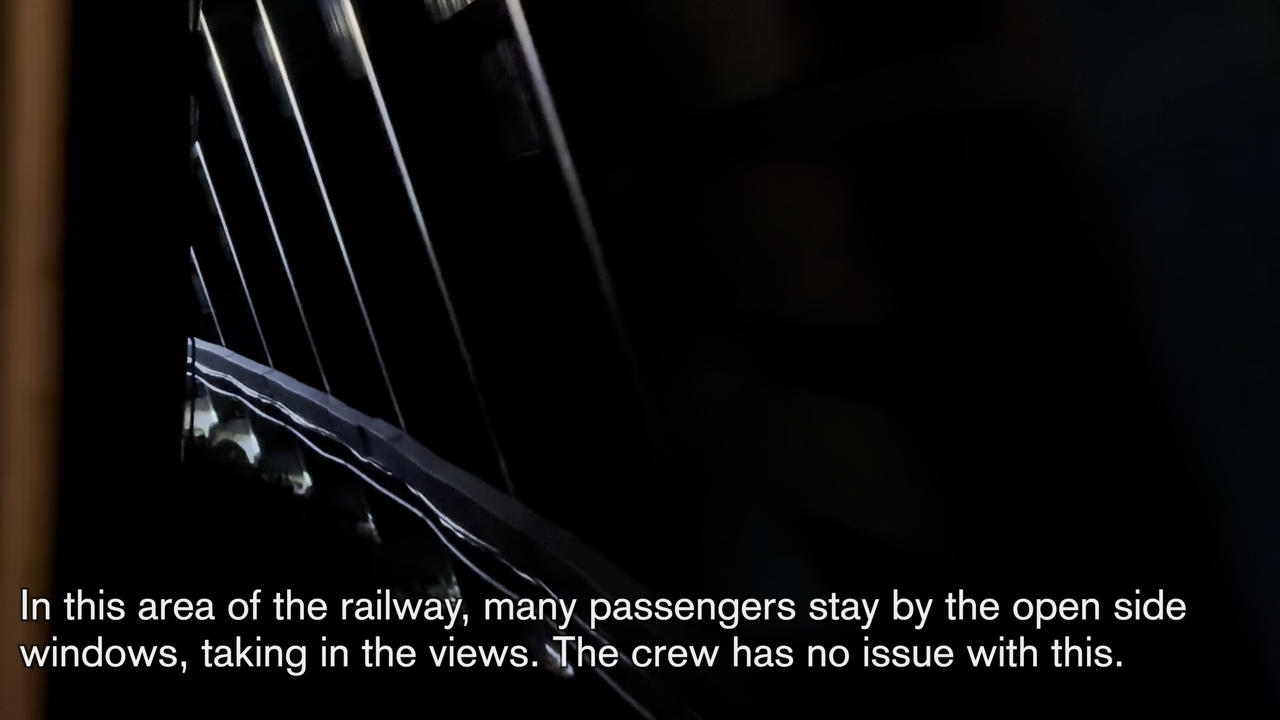 In this area of the railway, many passengers stay by the open side
windows, taking in the views. The crew has no issue with this.